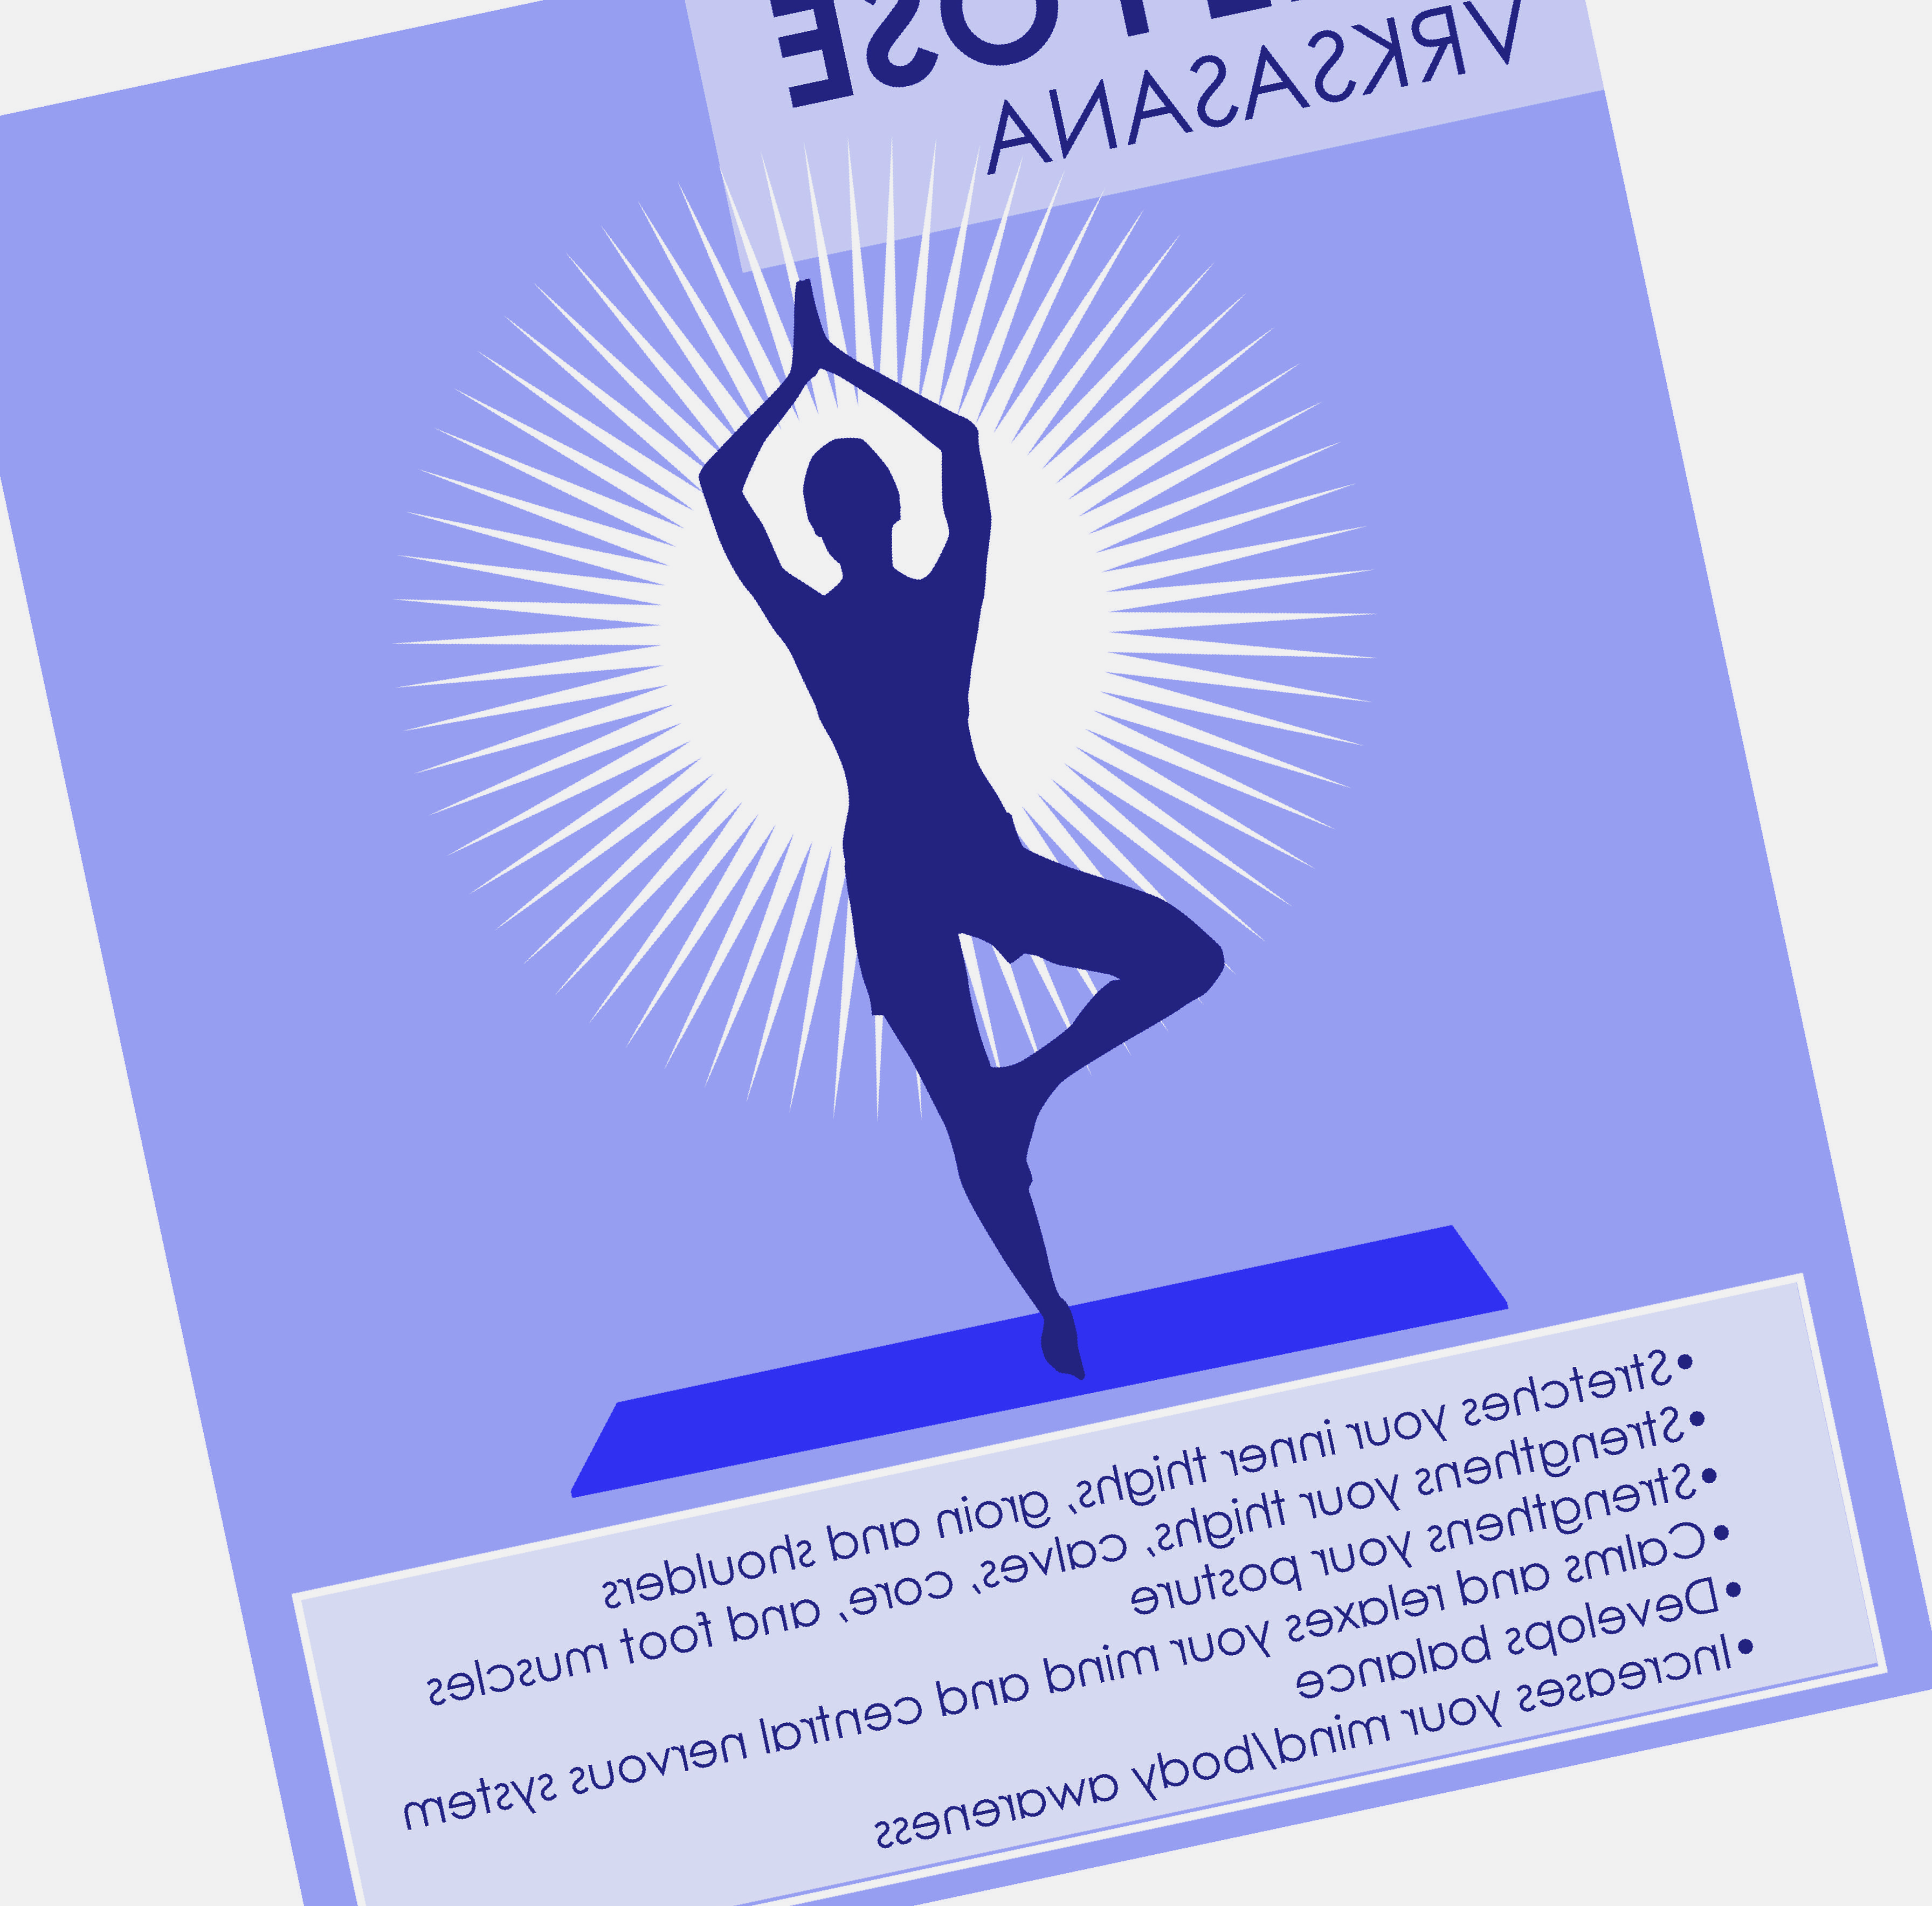 POSE
VRKSASANA
•Stretches your inner thighs, groin and shoulders
•Strengthens your thighs, calves, core, and foot muscles
•Strengthens your posture
•Calms and relaxes your mind and central nervous system
•Develops balance
•Increases your mind/body awareness